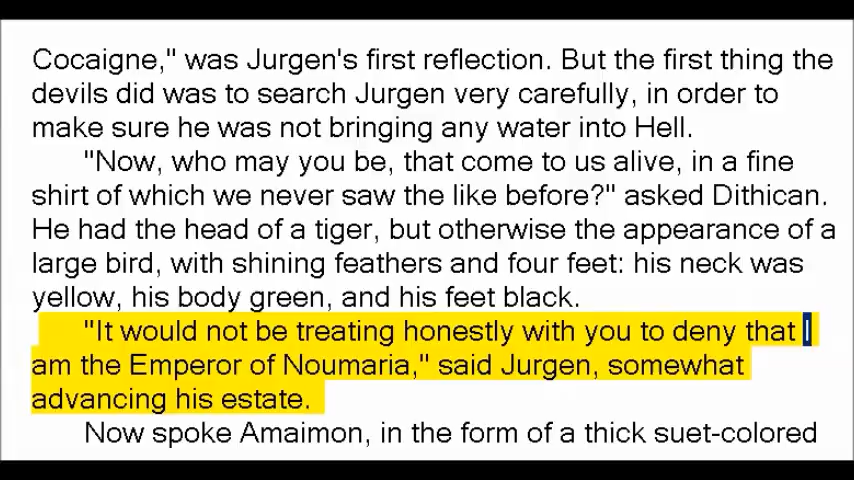 Cocaigne," was Jurgen's first reflection. But the first thing the
devils did was to search Jurgen very carefully, in order to
make sure he was not bringing any water into Hell.
"Now, who may you be, that come to us alive, in a fine
shirt of which we never saw the like before?" asked Dithican.
He had the head of a tiger, but otherwise the appearance of a
large bird, with shining feathers and four feet: his neck was
yellow, his body green, and his feet black.
"It would not be treating honestly with you to deny that I
am the Emperor of Noumaria," said Jurgen, somewhat
advancing his estate.
Now spoke Amaimon, in the form of a thick suet-colored